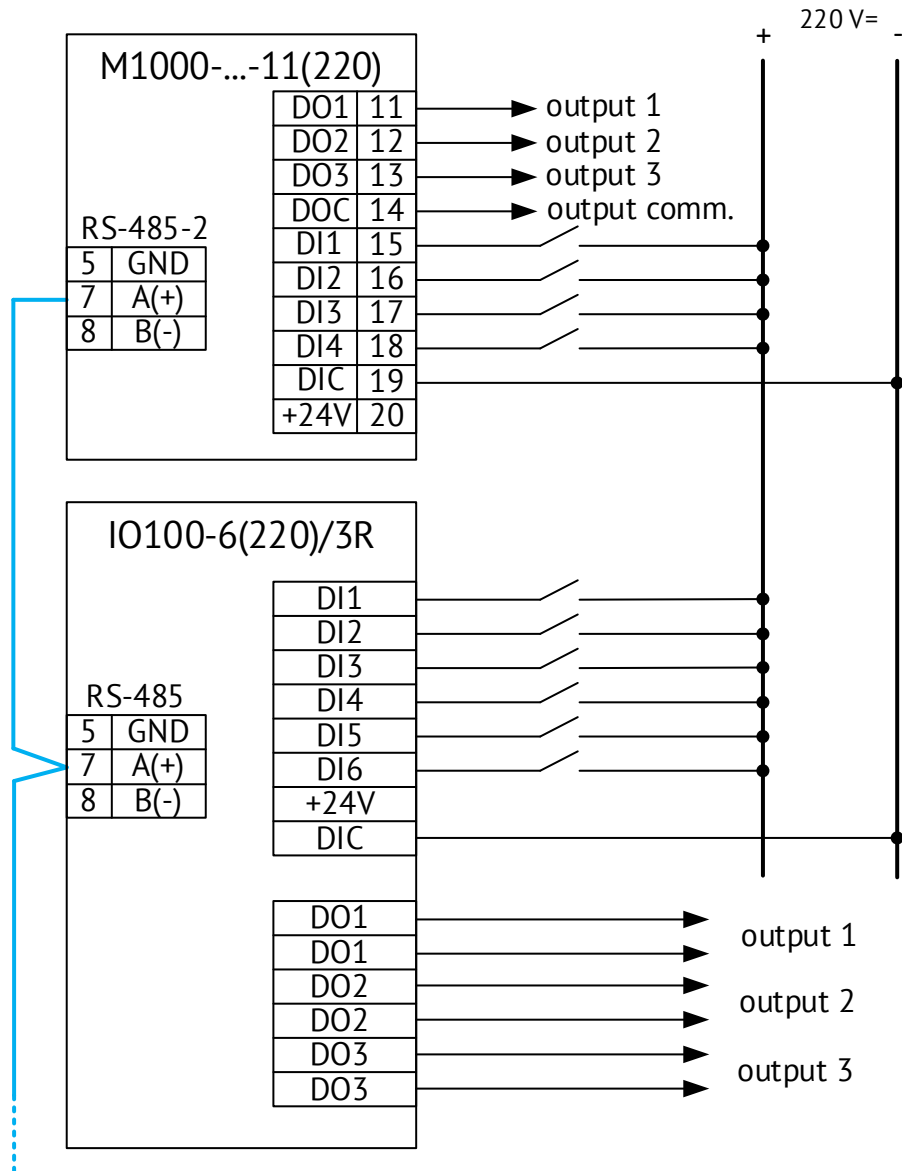 220 V=
+ -
M1000-...-11(220)
DO1 11 output 1
DO2 12 output 2
DO3 13 output 3
DOC 14 output comm.
DI1 15
DI2 16
DI3 17
DI4 18
DIC 19
+24V 20
RS-485-2
5 GND
7 A(+)
8 B(-)
IO100-6(220)/3R
DI1
DI2
DI3
DI4
DI5
DI6
+24V
DIC
RS-485
5 GND
7 A(+)
8 B(-)
DO1
DO1
output 1
DO2
DO2
output 2
DO3
DO3
output 3